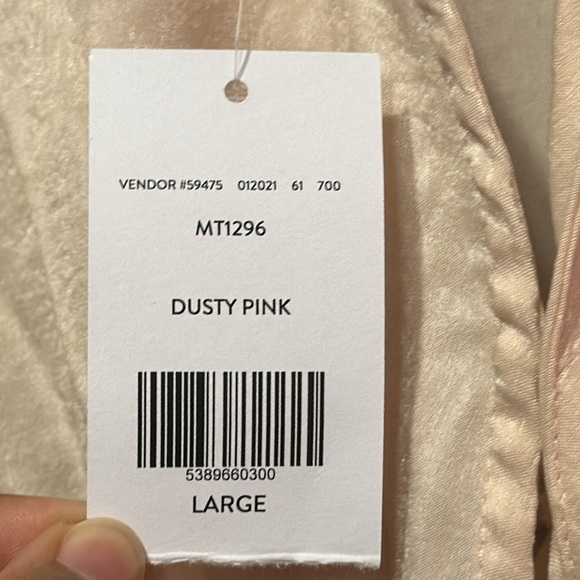 VENDOR #59475 012021 61 700
MT1296
DUSTY PINK
5389660300
LARGE